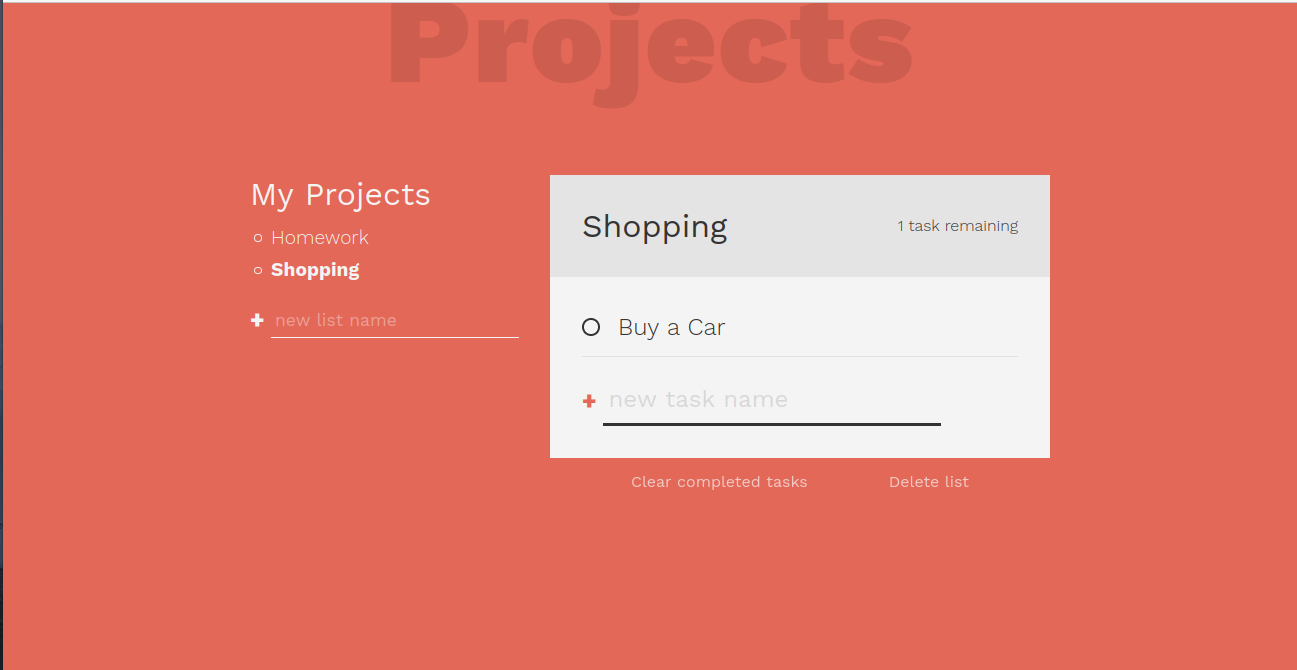 Projects
My Projects
Homework
Shopping
new list name
Shopping
1 task remaining
Buy a Car
new task name
Clear completed tasks
Delete list